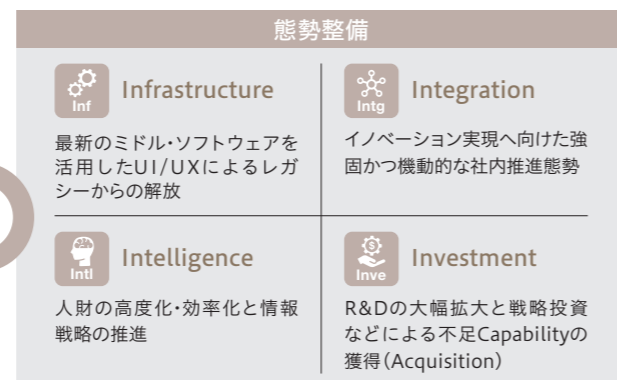 態勢整備
Inf
Infrastructure
最新のミドル・ソフトウェアを
活用したUI/UXによるレガ
シーからの解放
Intg
Integration
イノベーション実現へ向けた強
固かつ機動的な社内推進態勢
Intl
Intelligence
人財の高度化・効率化と情報
戦略の推進
Inve
Investment
R&Dの大幅拡大と戦略投資
などによる不足Capabilityの
獲得（Acquisition）